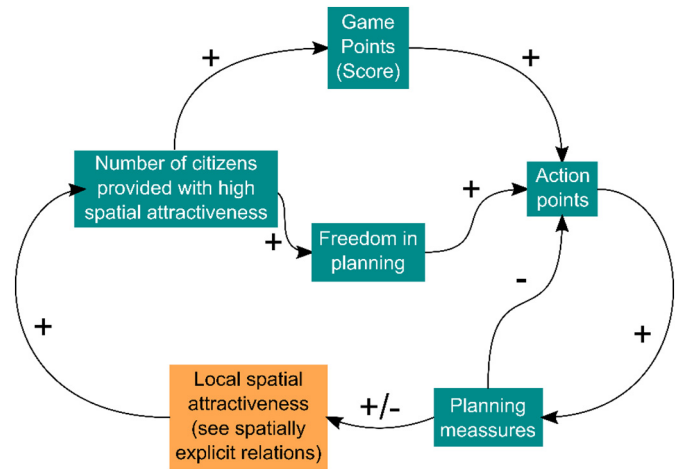 Game
Points
(Score)
+
+
Number of citizens
provided with high
spatial attractiveness
Action
points
+
+
Freedom in
planning
-
+
+
Local spatial
attractiveness
(see spatially
explicit relations)
+/-
Planning
meassures